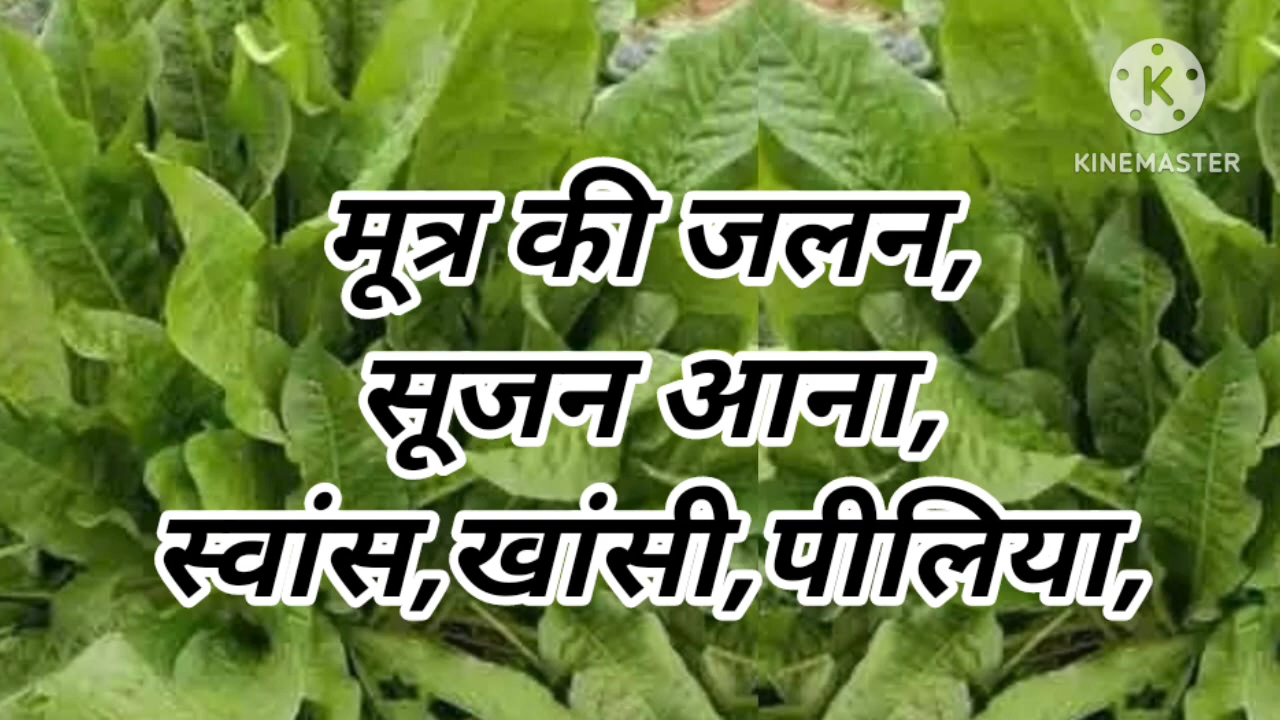 KINEMASTER
मूत्र की जलन,
सूजन आना,
स्वांस,खांसी,पीलिया,